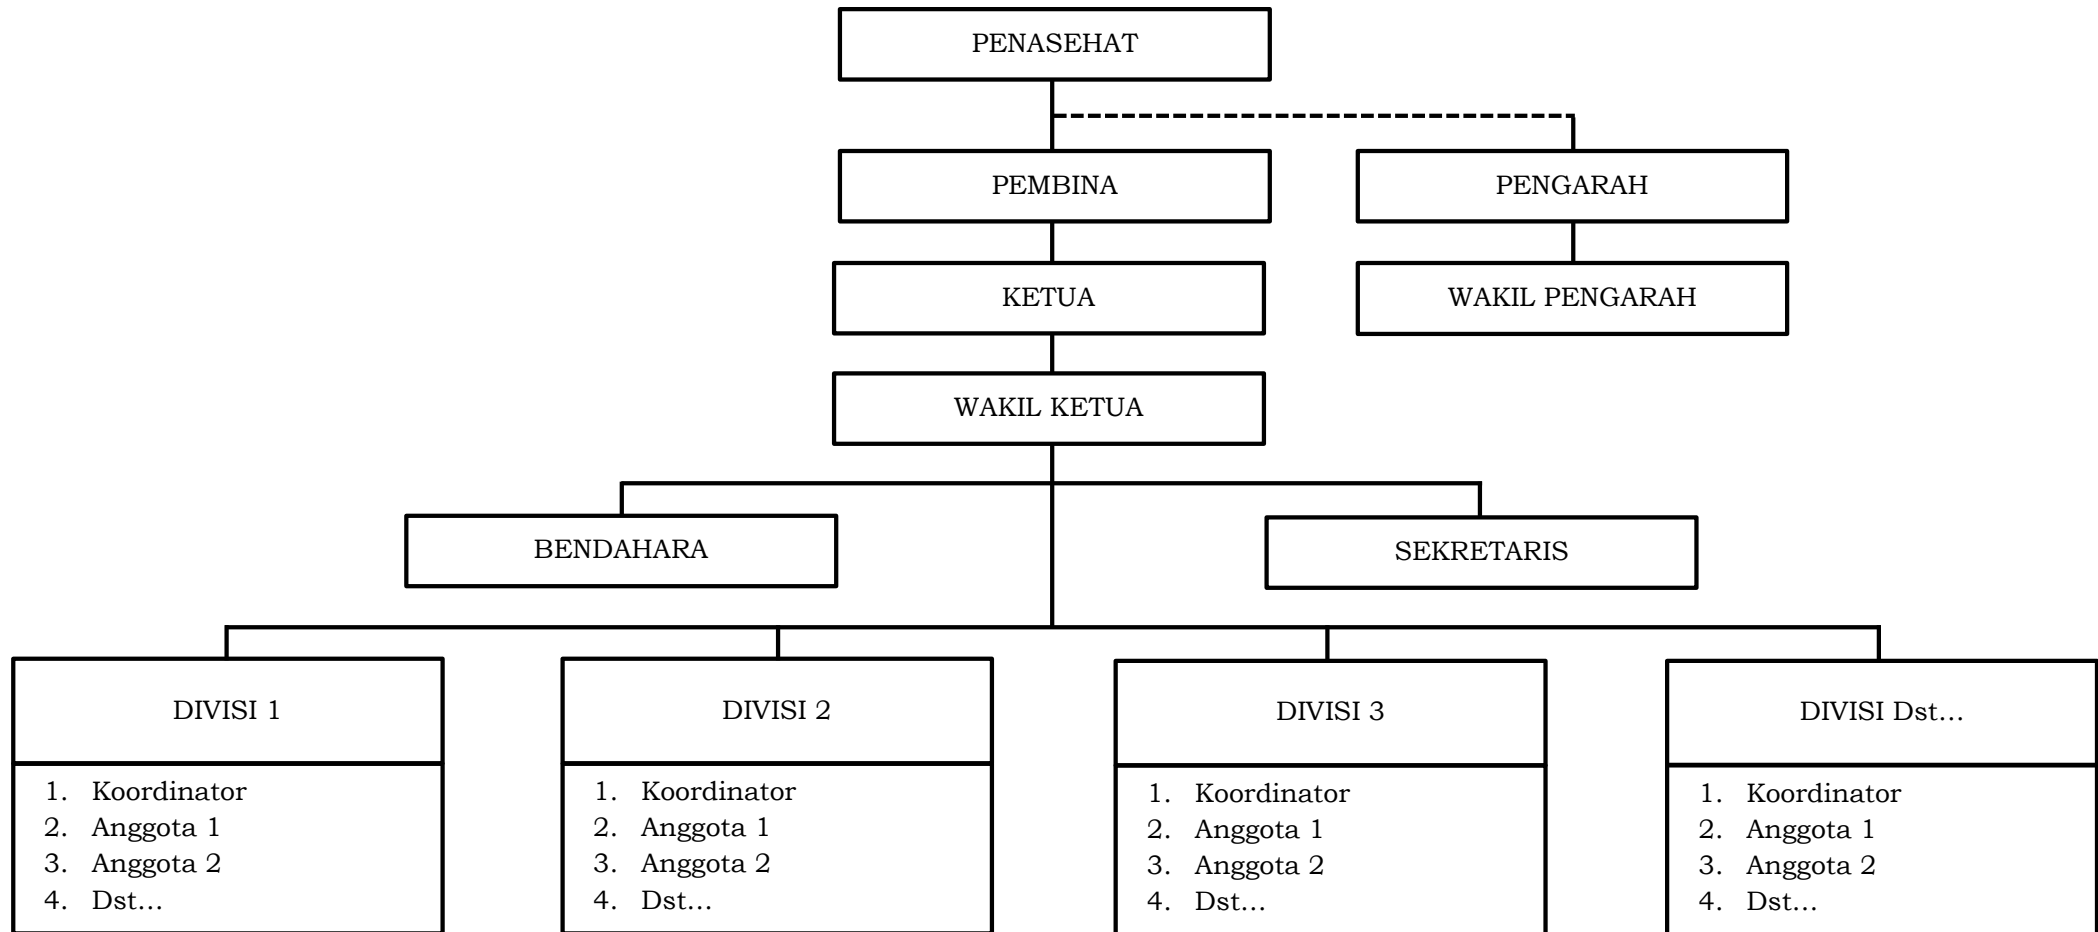 PENASEHAT
PEMBINA
PENGARAH
KETUA
WAKIL PENGARAH
WAKIL KETUA
BENDAHARA
SEKRETARIS
DIVISI 1
1. Koordinator
2. Anggota 1
3. Anggota 2
4. Dst...
DIVISI 2
1. Koordinator
2. Anggota 1
3. Anggota 2
4. Dst...
DIVISI 3
1. Koordinator
2. Anggota 1
3. Anggota 2
4. Dst...
DIVISI Dst...
1. Koordinator
2. Anggota 1
3. Anggota 2
4. Dst...